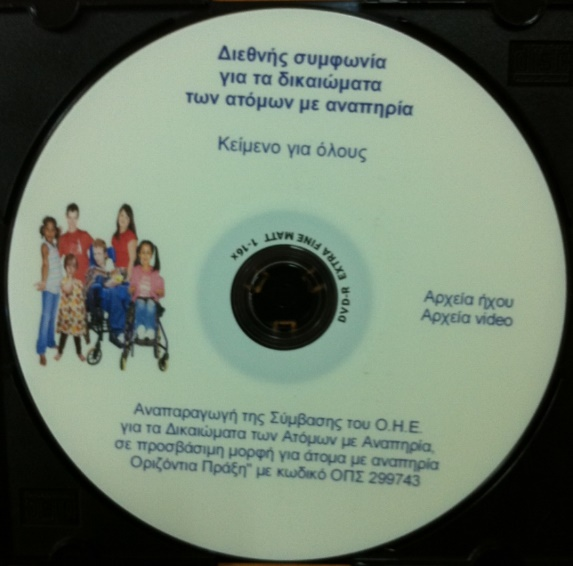 Διεθνής συμφωνία
για τα δικαιώματα
των ατόμων με αναπηρία
Κείμενο για όλους
DVD-R EXTRA FINE MATT 1-16x
Αρχεία ήχου
Αρχεία video
Αναπαραγωγή της Σύμβασης του Ο.Η.Ε.
για τα Δικαιώματα των Ατόμων με Αναπηρία,
σε προσβάσιμη μορφή για άτομα με αναπηρία
Οριζόντια Πράξη" με κωδικό ΟΠΣ 299743